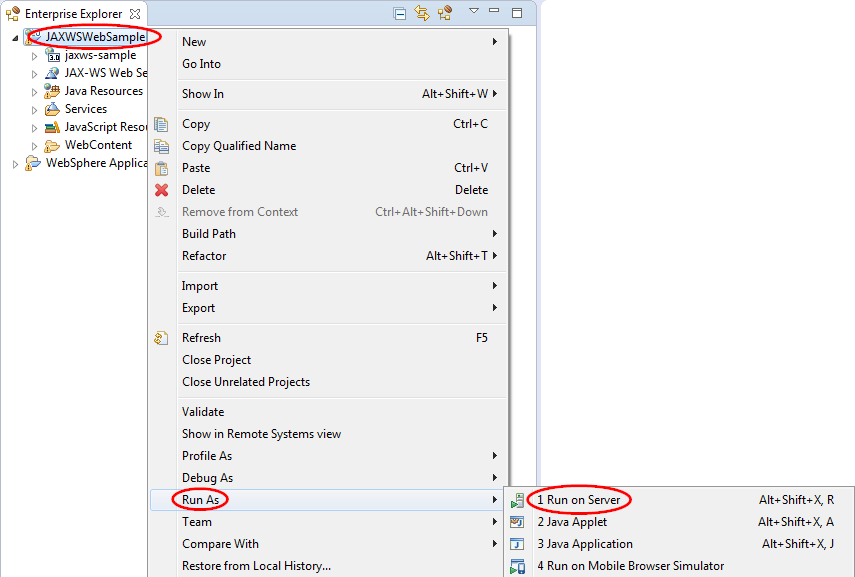 Enterprise Explorer
JAXWSWebSample
jaxws-sample
JAX-WS Web Se
Java Resources
Services
JavaScript Resou
WebContent
WebSphere Applica
New
Go Into
Show In Alt+Shift+W
Copy Ctrl+C
Copy Qualified Name
Paste Ctrl+V
Delete Delete
Remove from Context Ctrl+Alt+Shift+Down
Build Path
Refactor Alt+Shift+T
Import
Export
Refresh F5
Close Project
Close Unrelated Projects
Validate
Show in Remote Systems view
Profile As
Debug As
Run As
Team
Compare With
Restore from Local History...
1 Run on Server Alt+Shift+X, R
2 Java Applet Alt+Shift+X, A
3 Java Application Alt+Shift+X, J
4 Run on Mobile Browser Simulator